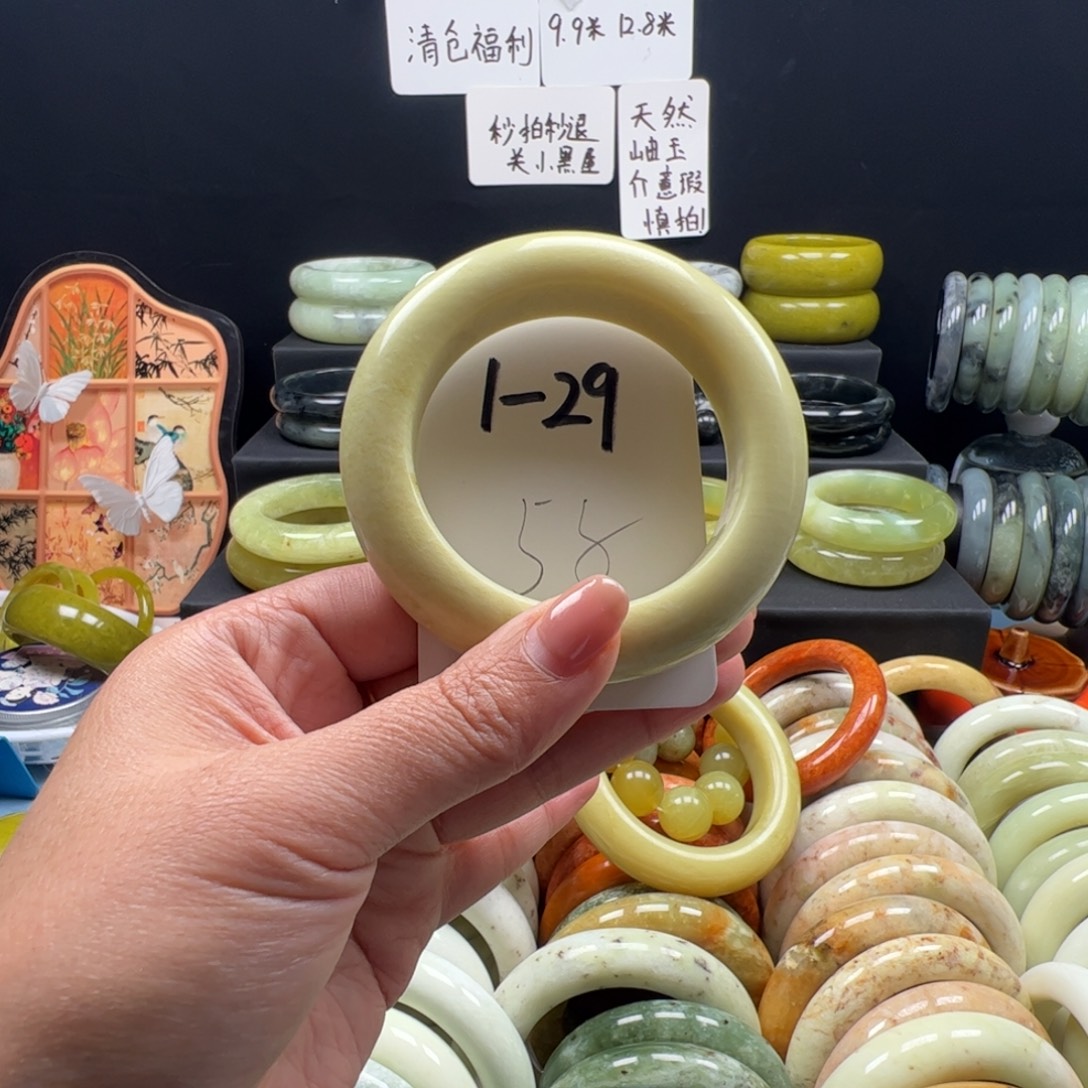 清仓福利
9.9米 12.8米
秒拍秒退
关小黑屋
天然
岫玉
介意瑕
慎拍!
1-29
58